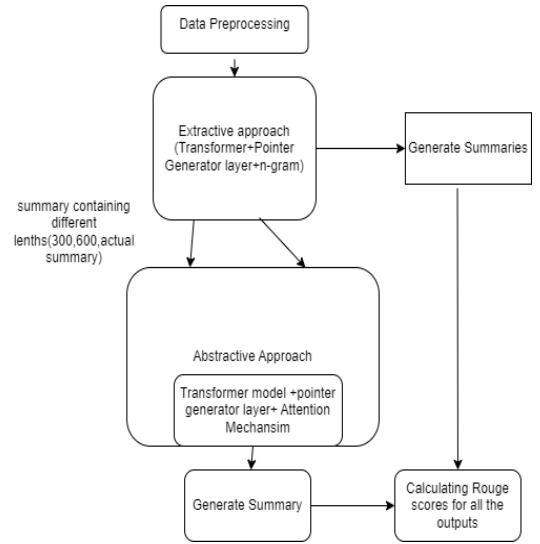 Data Preprocessing
Extractive approach
(Transformer+Pointer
Generator layer+n-gram)
Generate Summaries
summary containing
different
lenths(300,600,actual
summary)
Abstractive Approach
Transformer model +pointer
generator layer+ Attention
Mechansim
Generate Summary
Calculating Rouge
scores for all the
outputs